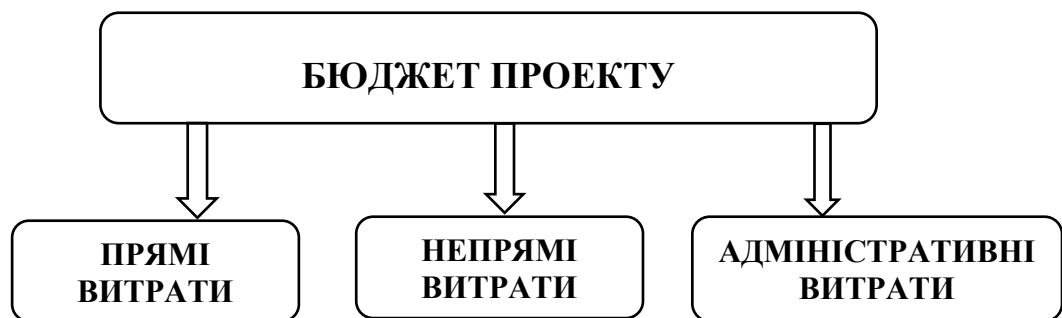 БЮДЖЕТ ПРОЕКТУ
ПРЯМІ
ВИТРАТИ
НЕПРЯМІ
ВИТРАТИ
АДМІНІСТРАТИВНІ
ВИТРАТИ